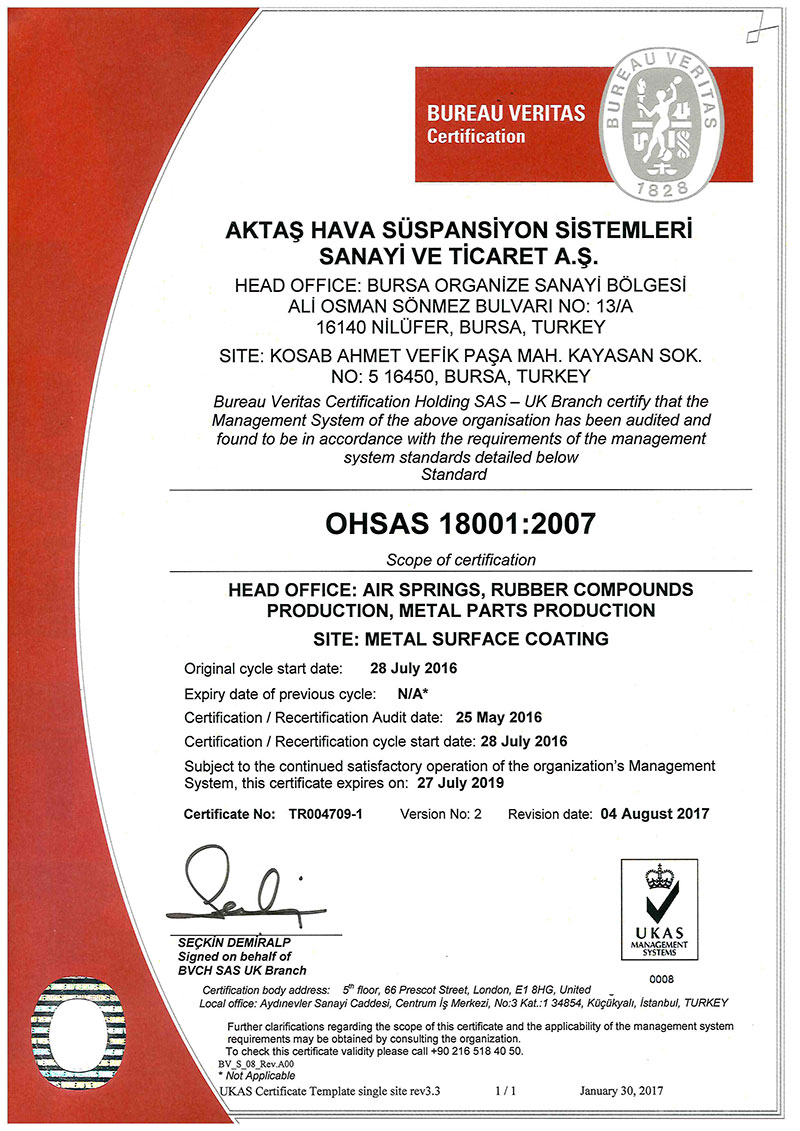 BUREAU VERITAS
Certification
BUREAU VERITAS
1828
AKTAŞ HAVA SÜSPANSİYON SİSTEMLERİ
SANAYİ VE TİCARET A.Ş.
HEAD OFFICE: BURSA ORGANIZE SANAYİ BÖLGESİ
ALİ OSMAN SÖNMEZ BULVARI NO: 13/A
16140 NİLÜFER, BURSA, TURKEY
SITE: KOSAB AHMET VEFİK PAŞA MAH. KAYASAN SOK.
NO: 5 16450, BURSA, TURKEY
Bureau Veritas Certification Holding SAS – UK Branch certify that the
Management System of the above organisation has been audited and
found to be in accordance with the requirements of the management
system standards detailed below
Standard
OHSAS 18001:2007
Scope of certification
HEAD OFFICE: AIR SPRINGS, RUBBER COMPOUNDS
PRODUCTION, METAL PARTS PRODUCTION
SITE: METAL SURFACE COATING
Original cycle start date: 28 July 2016
Expiry date of previous cycle: N/A*
Certification / Recertification Audit date: 25 May 2016
Certification / Recertification cycle start date: 28 July 2016
Subject to the continued satisfactory operation of the organization's Management
System, this certificate expires on: 27 July 2019
Certificate No: TR004709-1 Version No: 2 Revision date: 04 August 2017
SEÇKİN DEMİRALP
Signed on behalf of
BVCH SAS UK Branch
UKAS
MANAGEMENT
SYSTEMS
0008
Certification body address: 5th floor, 66 Prescot Street, London, E1 8HG, United
Local office: Aydınevler Sanayi Caddesi, Centrum İş Merkezi, No:3 Kat.:1 34854, Küçükyalı, İstanbul, TURKEY
Further clarifications regarding the scope of this certificate and the applicability of the management system
requirements may be obtained by consulting the organization.
To check this certificate validity please call +90 216 518 40 50.
BV_S_08_Rev.A00
* Not Applicable
UKAS Certificate Template single site rev3.3 1 / 1 January 30, 2017